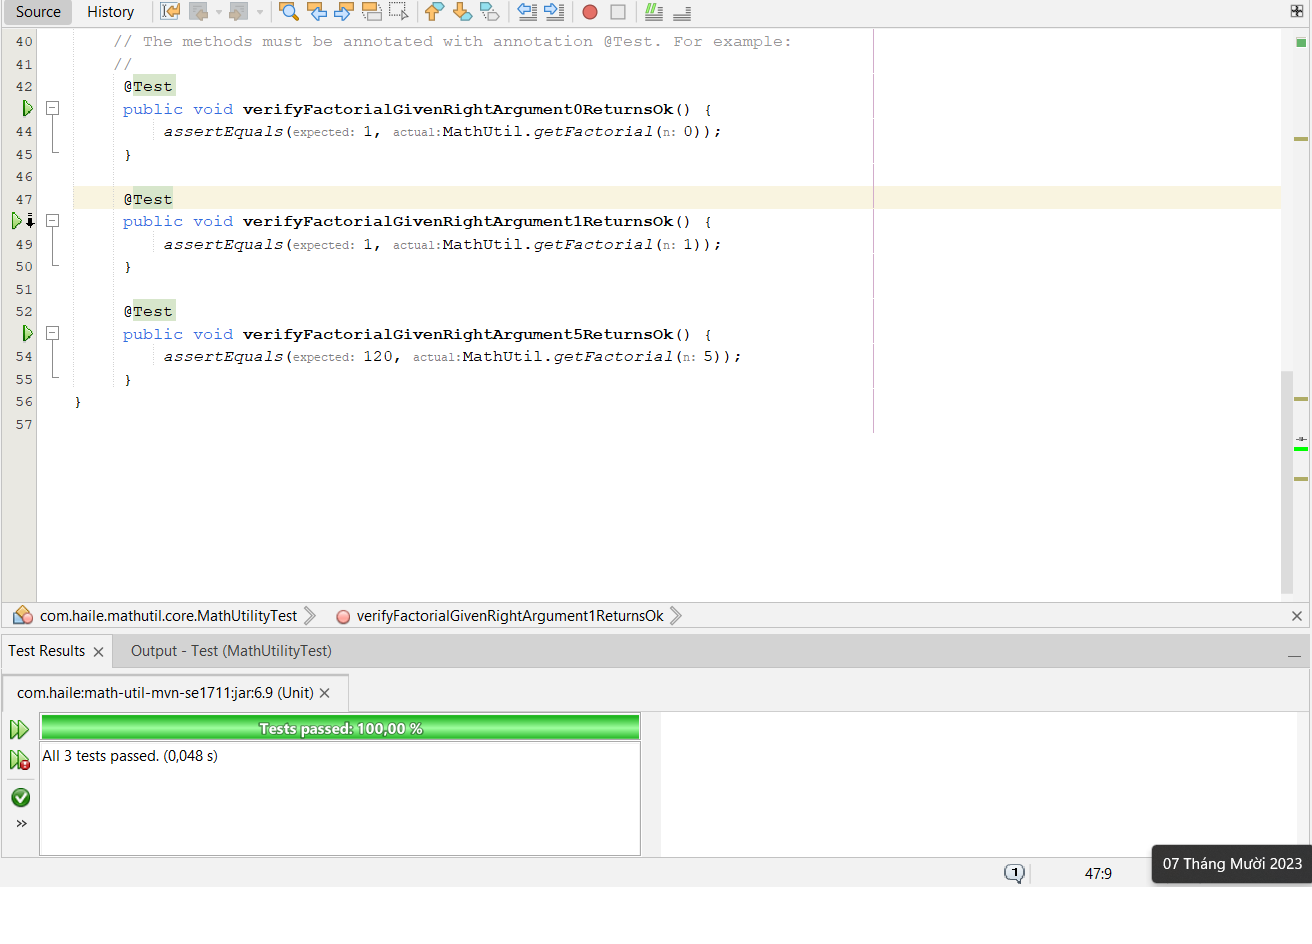 Source History
40 // The methods must be annotated with annotation @Test. For example:
41 //
42 @Test
public void verifyFactorialGivenRightArgument0ReturnsOk() {
44 assertEquals(expected: 1, actual:MathUtil.getFactorial(n: 0));
45 }
46
47 @Test
public void verifyFactorialGivenRightArgument1ReturnsOk() {
49 assertEquals(expected: 1, actual:MathUtil.getFactorial(n: 1));
50 }
51
52 @Test
public void verifyFactorialGivenRightArgument5ReturnsOk() {
54 assertEquals(expected: 120, actual:MathUtil.getFactorial(n: 5));
55 }
56 }
57
com.haile.mathutil.core.MathUtilityTest verifyFactorialGivenRightArgument1ReturnsOk
Test Results Output - Test (MathUtilityTest)
com.haile:math-util-mvn-se1711:jar:6.9 (Unit)
Tests passed: 100,00 %
All 3 tests passed. (0,048 s)
1 47:9 07 Tháng Mười 2023